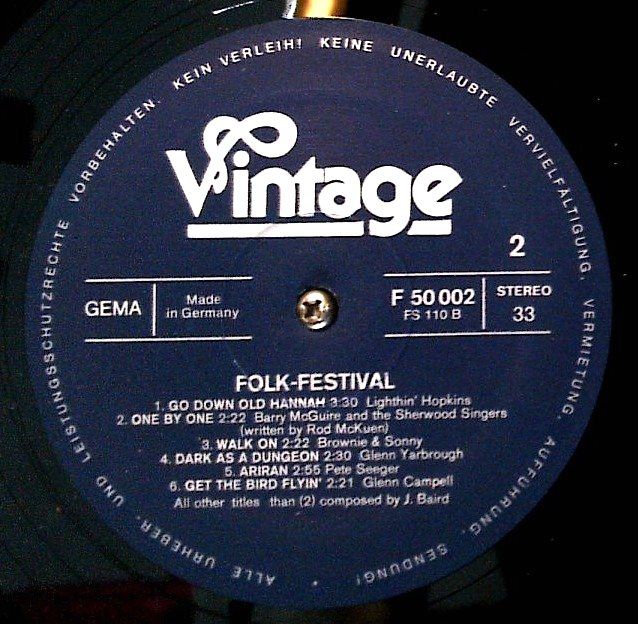 ALLE URHEBER- UND LEISTUNGSSCHUTZRECHTE VORBEHALTEN. KEIN VERLEIH! KEINE UNERLAUBTE VERVIELFÄLTIGUNG, VERMIETUNG, AUFFÜHRUNG, SENDUNG!
Vintage
2
GEMA
Made
in Germany
F 50 002
FS 110 B
STEREO
33
FOLK-FESTIVAL
1. GO DOWN OLD HANNAH 3:30 Lighthin' Hopkins
2. ONE BY ONE 2:22 Barry McGuire and the Sherwood Singers
(written by Rod McKuen)
3. WALK ON 2:22 Brownie & Sonny
4. DARK AS A DUNGEON 2:30 Glenn Yarbrough
5. ARIRAN 2:55 Pete Seeger
6. GET THE BIRD FLYIN' 2:21 Glenn Campell
All other titles than (2) composed by J. Baird